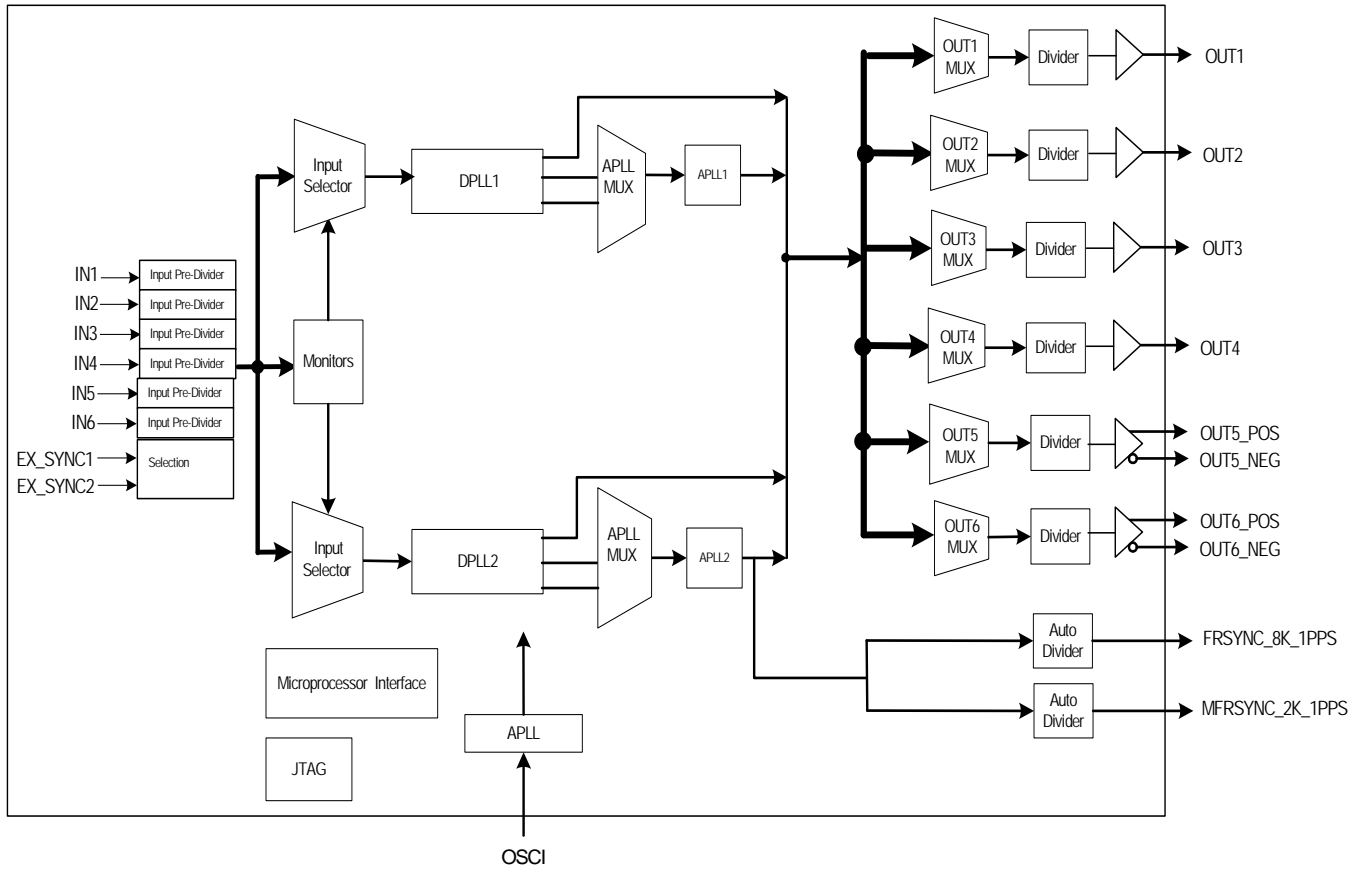 IN1
IN2
IN3
IN4
IN5
IN6
EX_SYNC1
EX_SYNC2
Input Pre-Divider
Input Pre-Divider
Input Pre-Divider
Input Pre-Divider
Input Pre-Divider
Input Pre-Divider
Selection
Input
Selector
Monitors
Input
Selector
DPLL1
APLL
MUX
APLL1
DPLL2
APLL
MUX
APLL2
Microprocessor Interface
JTAG
APLL
OSCI
OUT1
MUX
Divider
OUT1
OUT2
MUX
Divider
OUT2
OUT3
MUX
Divider
OUT3
OUT4
MUX
Divider
OUT4
OUT5
MUX
Divider
OUT5_POS
OUT5_NEG
OUT6
MUX
Divider
OUT6_POS
OUT6_NEG
Auto
Divider
FRSYNC_8K_1PPS
Auto
Divider
MFRSYNC_2K_1PPS